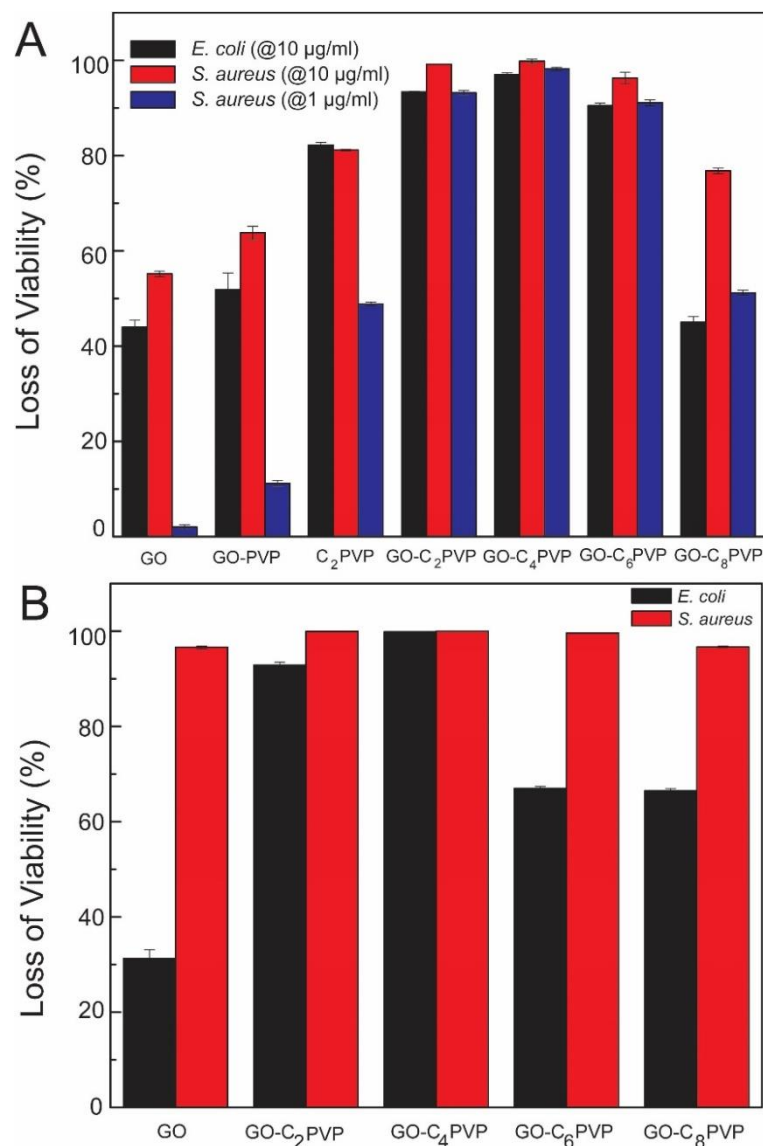 A
E. coli (@10 µg/ml)
S. aureus (@10 µg/ml)
S. aureus (@1 µg/ml)
Loss of Viability (%)
100
80
60
40
20
0
GO GO-PVP C₂PVP GO-C₂PVP GO-C₄PVP GO-C₆PVP GO-C₈PVP
B
E. coli
S. aureus
Loss of Viability (%)
100
80
60
40
20
0
GO GO-C₂PVP GO-C₄PVP GO-C₆PVP GO-C₈PVP